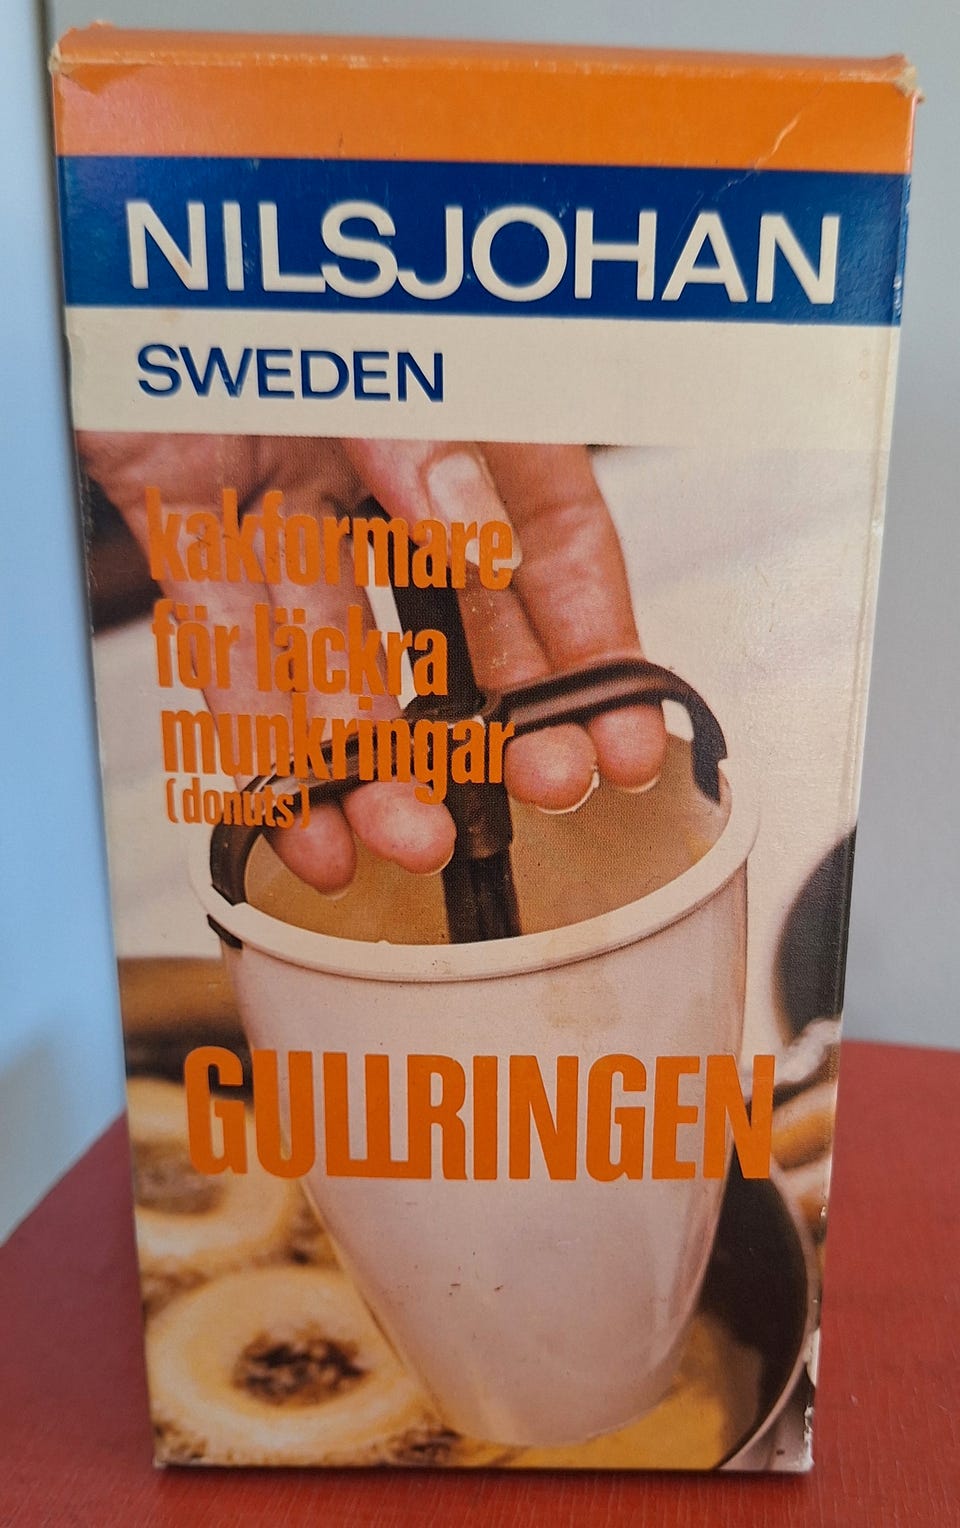 NILSJOHAN
SWEDEN
kakformare
för läckra
munkringar
(donuts)
GULLRINGEN